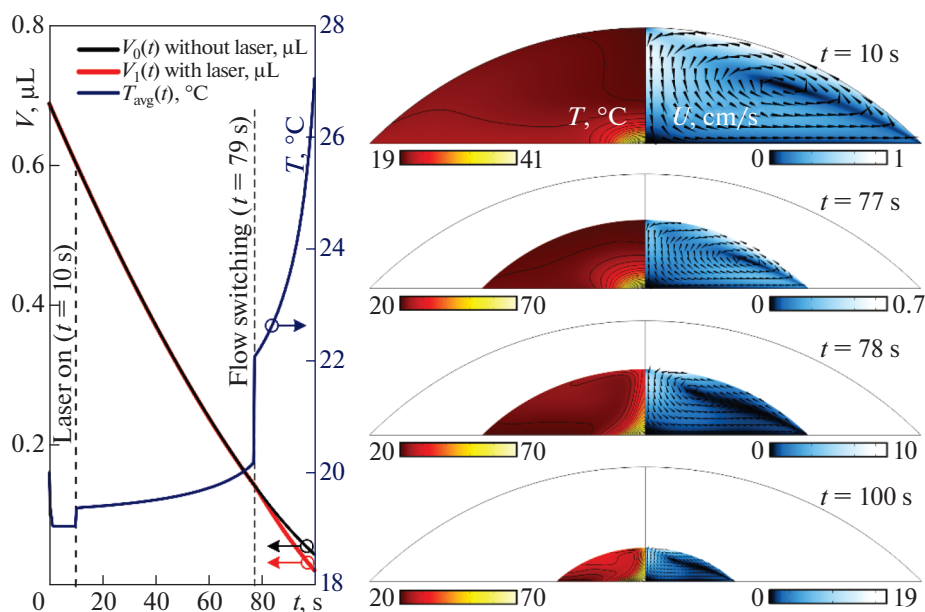 0.8
28
V₀(t) without laser, μL
V₁(t) with laser, μL
Tavg(t), °C
V, μL
T, °C
26
0.6
24
0.4
22
0.2
20
0
20
40
60
80
100
t, s
18
Laser on (t = 10 s)
Flow switching (t = 79 s)
t = 10 s
T, °C
U, cm/s
19
41
0
1
t = 77 s
20
70
0
0.7
t = 78 s
20
70
0
10
t = 100 s
20
70
0
19